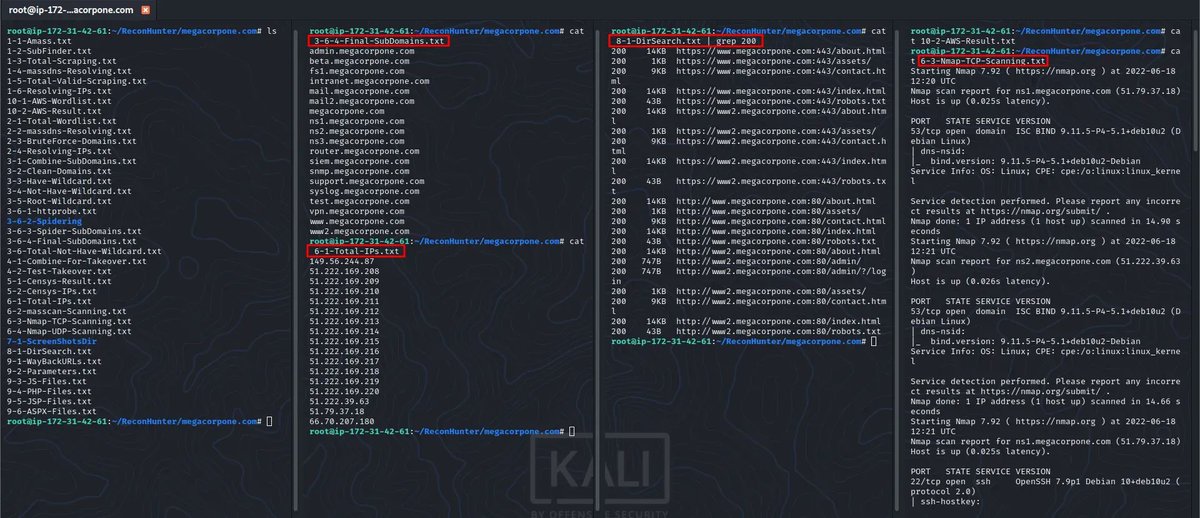 root@ip-172-...acorpone.com
root@ip-172-31-42-61:~/ReconHunter/megacorpone.com# ls
1-1-Amass.txt
1-2-SubFinder.txt
1-3-Total-Scraping.txt
1-4-massdns-Resolving.txt
1-5-Total-Valid-Scraping.txt
1-6-Resolving-IPs.txt
10-1-AWS-Wordlist.txt
10-2-AWS-Result.txt
2-1-Total-Wordlist.txt
2-2-massdns-Resolving.txt
2-3-BruteForce-Domains.txt
2-4-Resolving-IPs.txt
3-1-Combine-SubDomains.txt
3-2-Clean-Domains.txt
3-3-Have-Wildcard.txt
3-4-Not-Have-Wildcard.txt
3-5-Root-Wildcard.txt
3-6-1-httprobe.txt
3-6-2-Spidering
3-6-3-Spider-SubDomains.txt
3-6-4-Final-SubDomains.txt
3-6-Total-Not-Have-Wildcard.txt
4-1-Combine-For-Takeover.txt
4-2-Test-Takeover.txt
5-1-Censys-Result.txt
5-2-Censys-IPs.txt
6-1-Total-IPs.txt
6-2-masscan-Scanning.txt
6-3-Nmap-TCP-Scanning.txt
6-4-Nmap-UDP-Scanning.txt
7-1-ScreenShotsDir
8-1-DirSearch.txt
9-1-WayBackURLs.txt
9-2-Parameters.txt
9-3-JS-Files.txt
9-4-PHP-Files.txt
9-5-JSP-Files.txt
9-6-ASPX-Files.txt
root@ip-172-31-42-61:~/ReconHunter/megacorpone.com#
root@ip-172-31-42-61:~/ReconHunter/megacorpone.com# cat
3-6-4-Final-SubDomains.txt
admin.megacorpone.com
beta.megacorpone.com
fs1.megacorpone.com
intranet.megacorpone.com
mail.megacorpone.com
mail2.megacorpone.com
megacorpone.com
ns1.megacorpone.com
ns2.megacorpone.com
ns3.megacorpone.com
router.megacorpone.com
siem.megacorpone.com
snmp.megacorpone.com
support.megacorpone.com
syslog.megacorpone.com
test.megacorpone.com
vpn.megacorpone.com
www.megacorpone.com
www2.megacorpone.com
root@ip-172-31-42-61:~/ReconHunter/megacorpone.com# cat
6-1-Total-IPs.txt
149.56.244.87
51.222.169.208
51.222.169.209
51.222.169.210
51.222.169.211
51.222.169.212
51.222.169.213
51.222.169.214
51.222.169.215
51.222.169.216
51.222.169.217
51.222.169.218
51.222.169.219
51.222.169.220
51.222.39.63
51.79.37.18
66.70.207.180
root@ip-172-31-42-61:~/ReconHunter/megacorpone.com#
root@ip-172-31-42-61:~/ReconHunter/megacorpone.com# cat
8-1-DirSearch.txt | grep 200
200 14KB https://www.megacorpone.com:443/about.html
200 1KB https://www.megacorpone.com:443/assets/
200 9KB https://www.megacorpone.com:443/contact.ht
ml
200 14KB https://www.megacorpone.com:443/index.html
200 43B https://www.megacorpone.com:443/robots.txt
200 14KB https://www2.megacorpone.com:443/about.htm
l
200 1KB https://www2.megacorpone.com:443/assets/
200 9KB https://www2.megacorpone.com:443/contact.h
tml
200 14KB https://www2.megacorpone.com:443/index.htm
l
200 43B https://www2.megacorpone.com:443/robots.tx
t
200 14KB http://www.megacorpone.com:80/about.html
200 1KB http://www.megacorpone.com:80/assets/
200 9KB http://www.megacorpone.com:80/contact.html
200 14KB http://www.megacorpone.com:80/index.html
200 43B http://www.megacorpone.com:80/robots.txt
200 14KB http://www2.megacorpone.com:80/about.html
200 747B http://www2.megacorpone.com:80/admin/
200 747B http://www2.megacorpone.com:80/admin/?/log
in
200 1KB http://www2.megacorpone.com:80/assets/
200 9KB http://www2.megacorpone.com:80/contact.htm
l
200 14KB http://www2.megacorpone.com:80/index.html
200 43B http://www2.megacorpone.com:80/robots.txt
root@ip-172-31-42-61:~/ReconHunter/megacorpone.com#
root@ip-172-31-42-61:~/ReconHunter/megacorpone.com# ca
t 10-2-AWS-Result.txt
root@ip-172-31-42-61:~/ReconHunter/megacorpone.com# ca
t 6-3-Nmap-TCP-Scanning.txt
Starting Nmap 7.92 ( https://nmap.org ) at 2022-06-18
12:20 UTC
Nmap scan report for ns1.megacorpone.com (51.79.37.18)
Host is up (0.025s latency).
PORT STATE SERVICE VERSION
53/tcp open domain ISC BIND 9.11.5-P4-5.1+deb10u2 (D
ebian Linux)
| dns-nsid:
|_ bind.version: 9.11.5-P4-5.1+deb10u2-Debian
Service Info: OS: Linux; CPE: cpe:/o:linux:linux_kerne
l
Service detection performed. Please report any incorre
ct results at https://nmap.org/submit/ .
Nmap done: 1 IP address (1 host up) scanned in 14.90 s
econds
Starting Nmap 7.92 ( https://nmap.org ) at 2022-06-18
12:21 UTC
Nmap scan report for ns2.megacorpone.com (51.222.39.63
)
Host is up (0.026s latency).
PORT STATE SERVICE VERSION
53/tcp open domain ISC BIND 9.11.5-P4-5.1+deb10u2 (D
ebian Linux)
| dns-nsid:
|_ bind.version: 9.11.5-P4-5.1+deb10u2-Debian
Service Info: OS: Linux; CPE: cpe:/o:linux:linux_kerne
l
Service detection performed. Please report any incorre
ct results at https://nmap.org/submit/ .
Nmap done: 1 IP address (1 host up) scanned in 14.66 s
econds
Starting Nmap 7.92 ( https://nmap.org ) at 2022-06-18
12:21 UTC
Nmap scan report for ns1.megacorpone.com (51.79.37.18)
Host is up (0.025s latency).
PORT STATE SERVICE VERSION
22/tcp open ssh OpenSSH 7.9p1 Debian 10+deb10u2 (
protocol 2.0)
| ssh-hostkey:
KALI
BY OFFENSIVE SECURITY